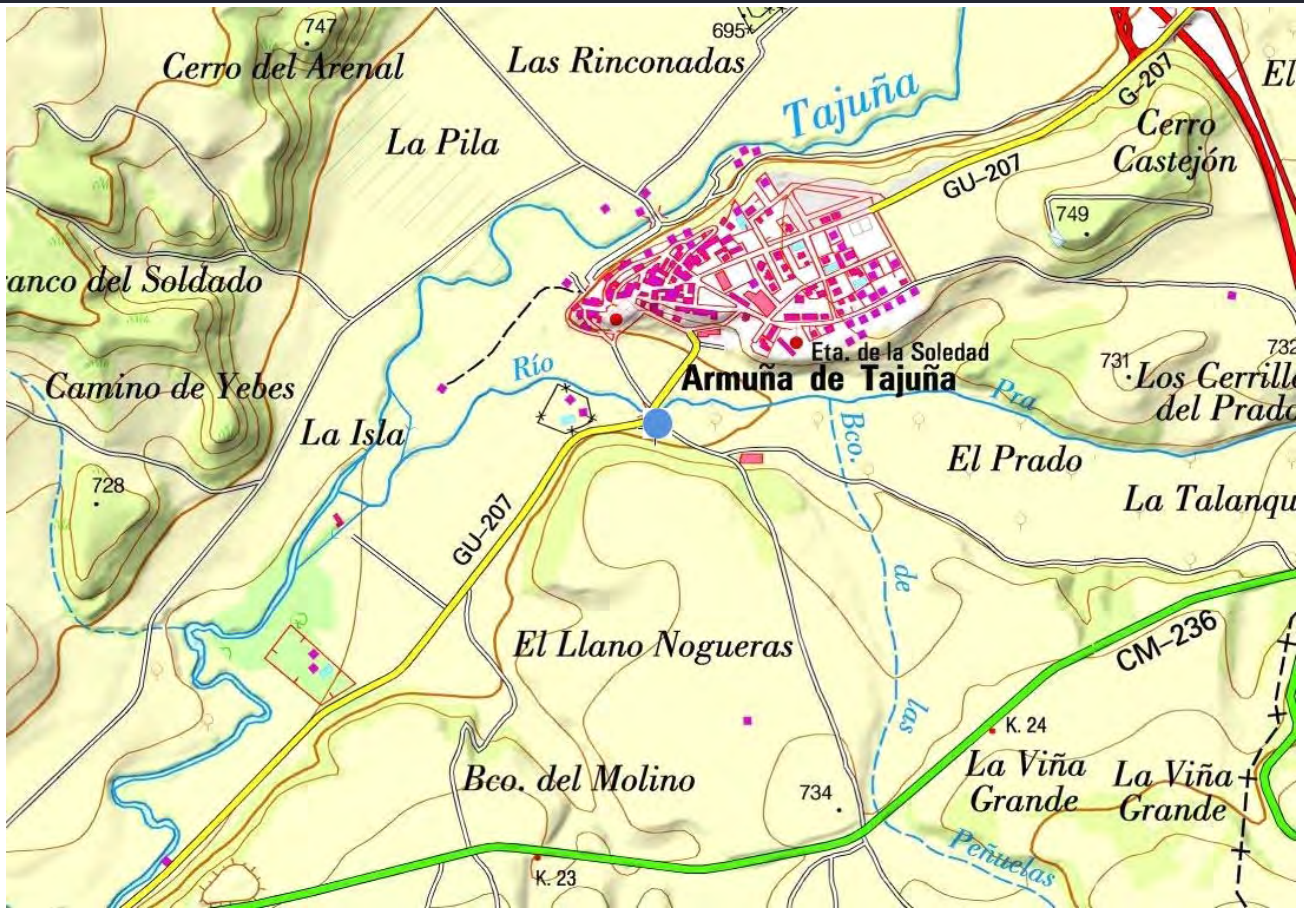 747
695
Cerro del Arenal
Las Rinconadas
Tajuña
G-207
El
La Pila
Cerro
Castejón
GU-207
749
anco del Soldado
Río
Eta. de la Soledad
Armuña de Tajuña
731
732
Los Cerrill
del Prado
Camino de Yebes
Pra
La Isla
Bco.
El Prado
728
La Talanqu
GU-207
de
El Llano Nogueras
CM-236
las
K. 24
Bco. del Molino
La Viña
Grande
La Viña
Grande
734
Peñuelas
K. 23